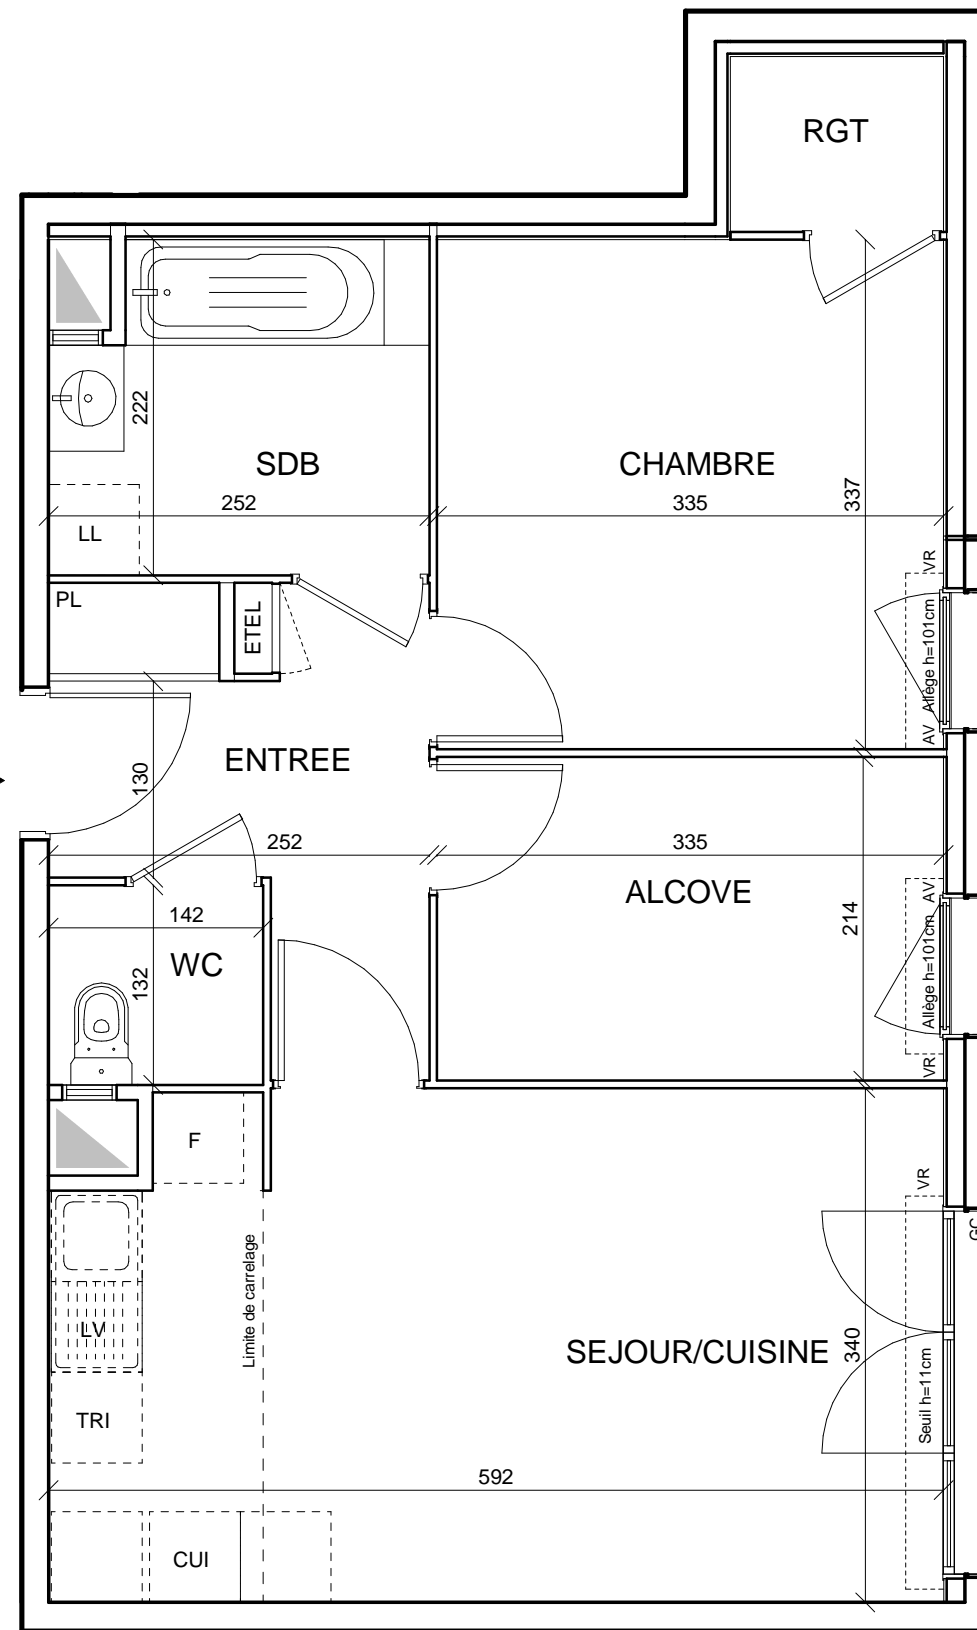 RGT
222
SDB
CHAMBRE
252
335
337
LL
VR
PL
ETEL
Allège h=101cm
AV
ENTREE
130
252
335
ALCOVE
AV
142
214
WC
132
Allège h=101cm
VR
F
VR
GC
Limite de carrelage
LV
SEJOUR/CUISINE
340
Seuil h=11cm
TRI
592
CUI